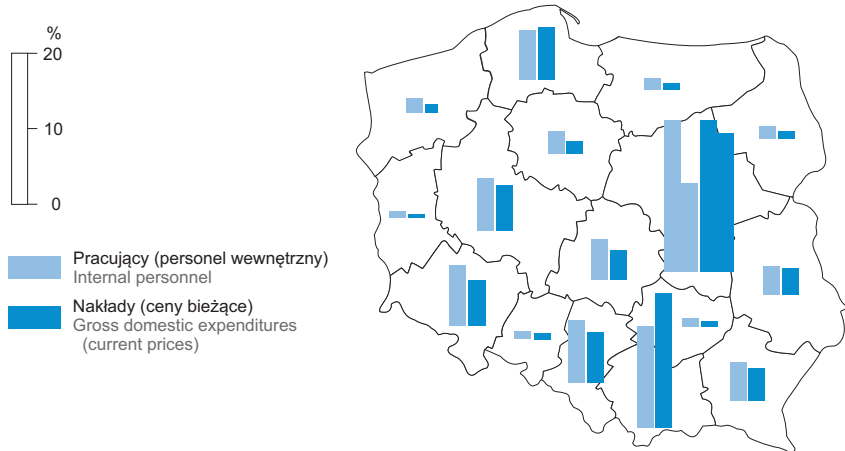 %
20
10
0
Pracujący (personel wewnętrzny)
Internal personnel
Nakłady (ceny bieżące)
Gross domestic expenditures
(current prices)